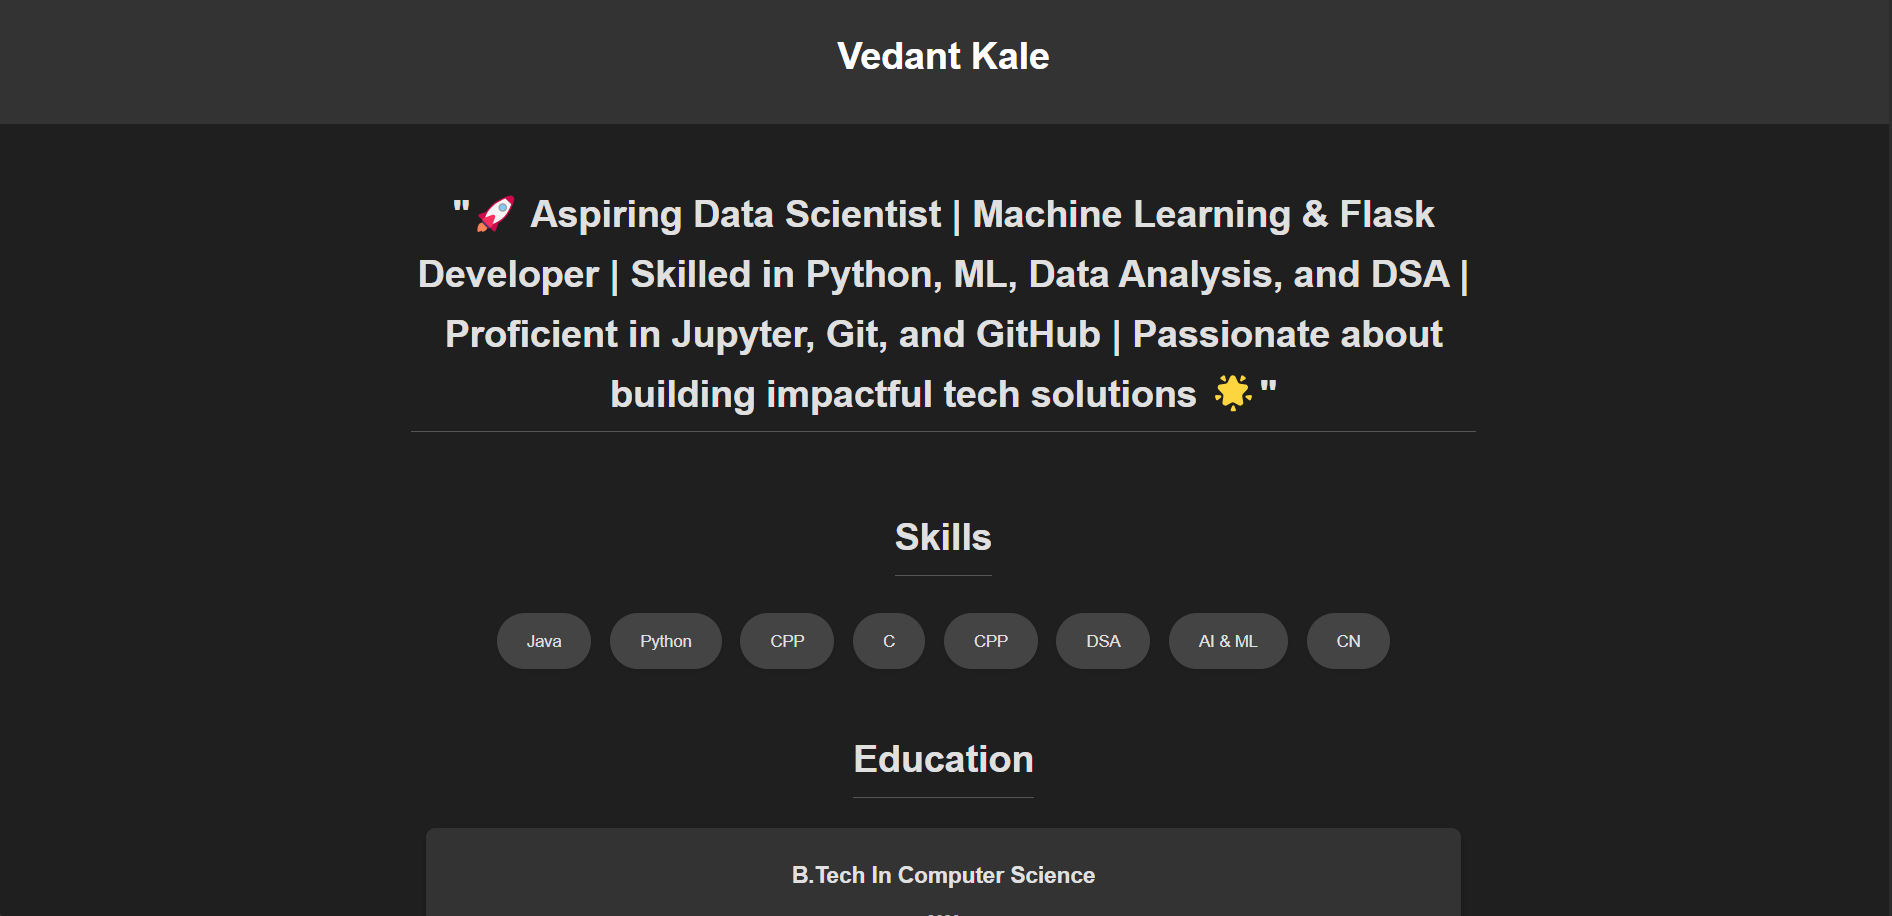 Vedant Kale
"🚀 Aspiring Data Scientist | Machine Learning & Flask
Developer | Skilled in Python, ML, Data Analysis, and DSA |
Proficient in Jupyter, Git, and GitHub | Passionate about
building impactful tech solutions 🌟"
Skills
Java Python CPP C CPP DSA AI & ML CN
Education
B.Tech In Computer Science